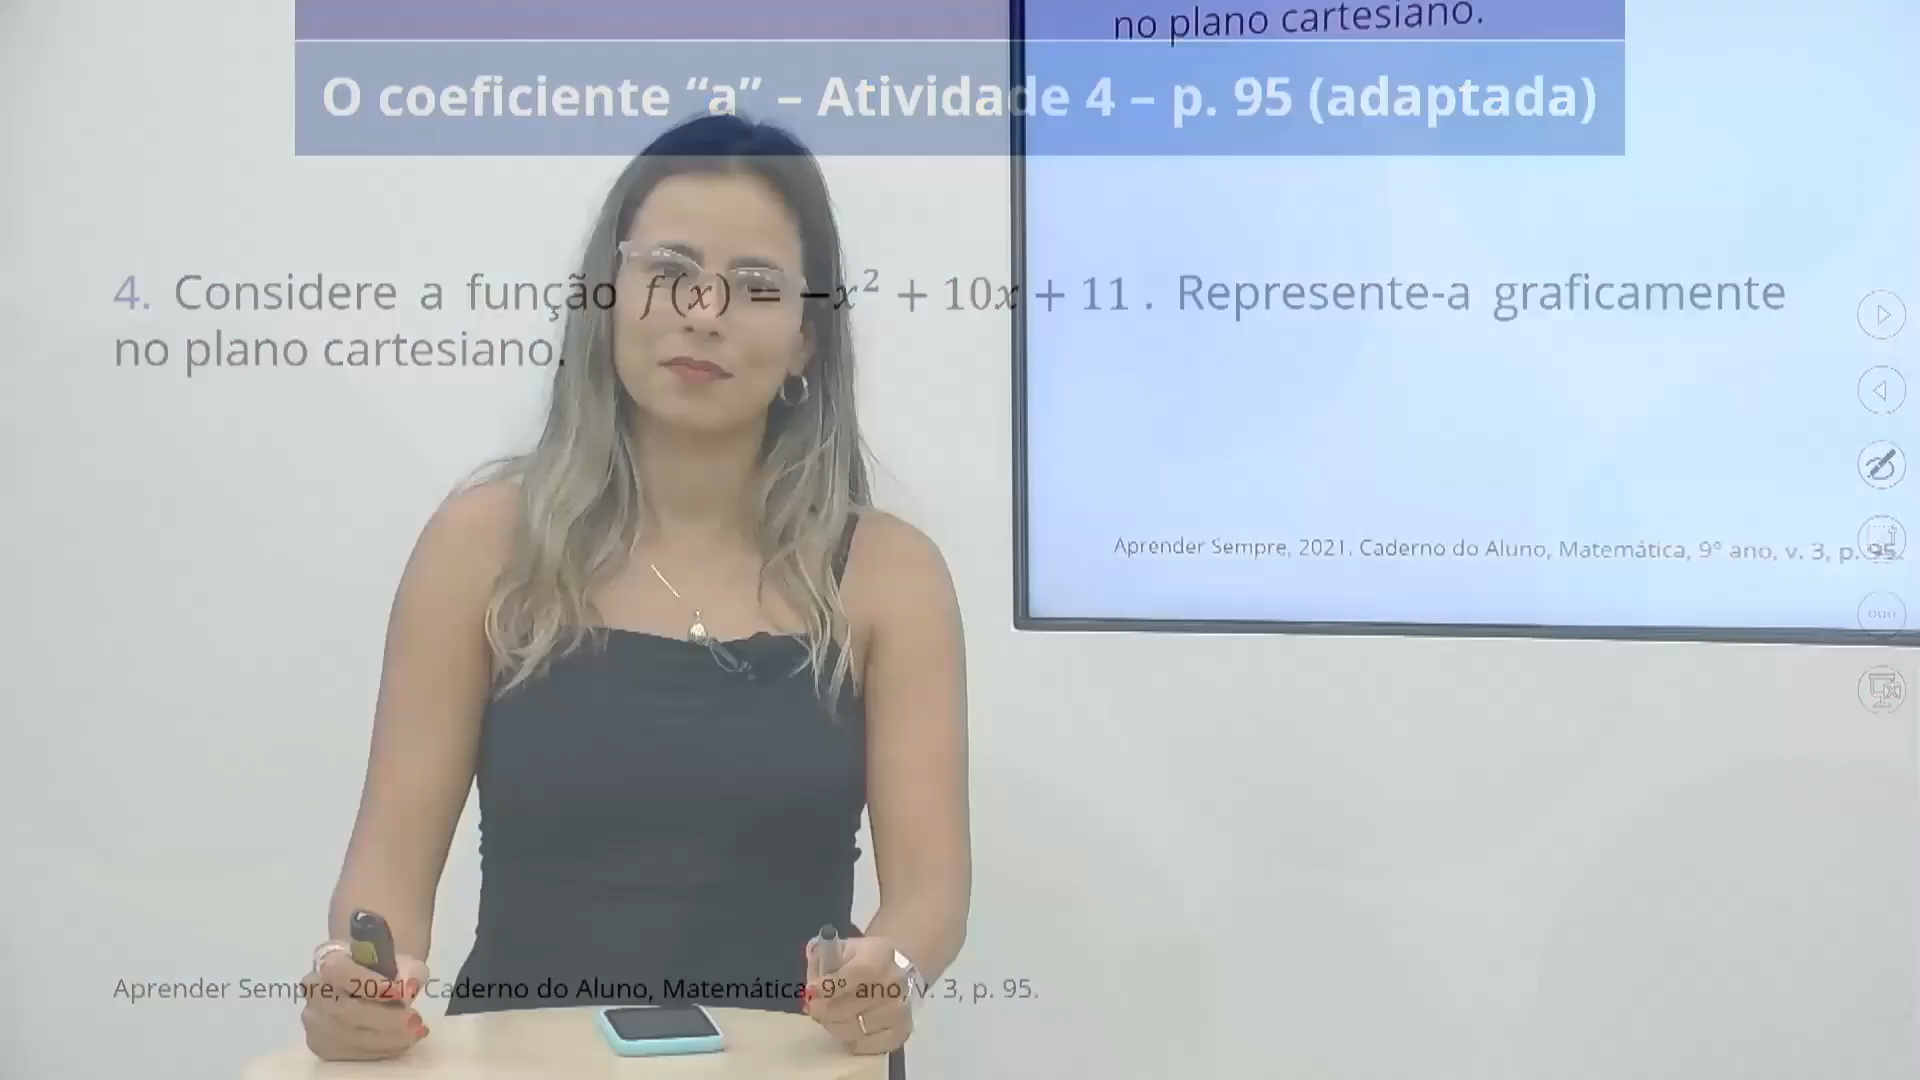 no plano cartesiano.
O coeficiente “a” – Atividade 4 – p. 95 (adaptada)
4. Considere a função f(x) = −x² + 10x + 11 . Represente-a graficamente
no plano cartesiano.
Aprender Sempre, 2021. Caderno do Aluno, Matemática, 9º ano, v. 3, p. 95.
Aprender Sempre, 2021. Caderno do Aluno, Matemática, 9º ano, v. 3, p. 95.